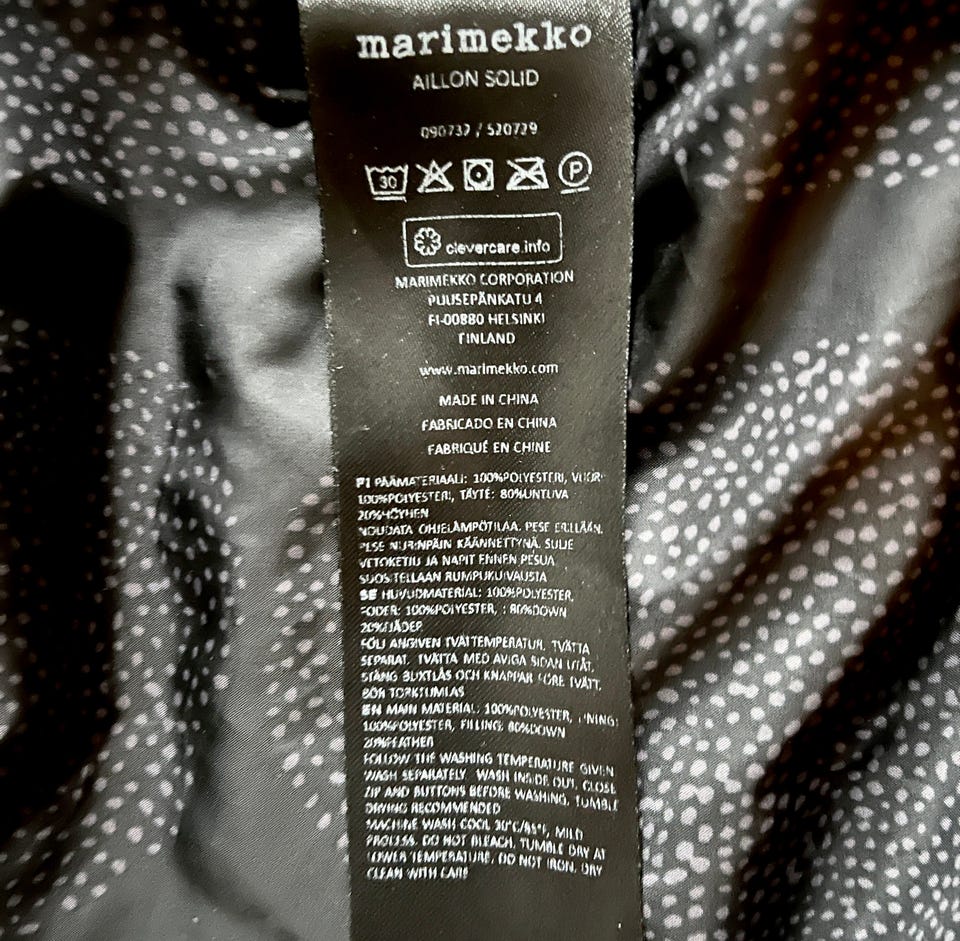 marimekko
AILLON SOLID
090737 / 520729
30 P
clevercare.info
MARIMEKKO CORPORATION
PUUSEPÄNKATU 4
FI-00880 HELSINKI
FINLAND
www.marimekko.com
MADE IN CHINA
FABRICADO EN CHINA
FABRIQUÉ EN CHINE
FI PÄÄMATERIAALI: 100%POLYESTERI, VUORI
100%POLYESTERI, TÄYTE: 80%UNTUVA
20%HÖYHEN
NOUDATA OHJELÄMPÖTILAA. PESE ERILLÄÄN.
PESE NURINPÄIN KÄÄNNETTYNÄ. SULJE
VETOKETJU JA NAPIT ENNEN PESUA
SUOSITELLAAN RUMPUKUIVAUSTA
SE HUVUDMATERIAL: 100%POLYESTER,
FODER: 100%POLYESTER, : 80%DOWN
20%FJÄDER
FÖLJ ANGIVEN TVÄTTEMPERATUR. TVÄTTA
SEPARAT. TVÄTTA MED AVIGA SIDAN UTÅT.
STÄNG BLIXTLÅS OCH KNAPPAR FÖRE TVÄTT.
BÖR TORKTUMLAS
EN MAIN MATERIAL: 100%POLYESTER, LINING:
100%POLYESTER, FILLING: 80%DOWN
20%FEATHER
FOLLOW THE WASHING TEMPERATURE GIVEN
WASH SEPARATELY. WASH INSIDE OUT. CLOSE
ZIP AND BUTTONS BEFORE WASHING. TUMBLE
DRYING RECOMMENDED
MACHINE WASH COOL 30°C/85°F, MILD
PROCESS. DO NOT BLEACH. TUMBLE DRY AT
LOWER TEMPERATURE. DO NOT IRON. DRY
CLEAN WITH CARE